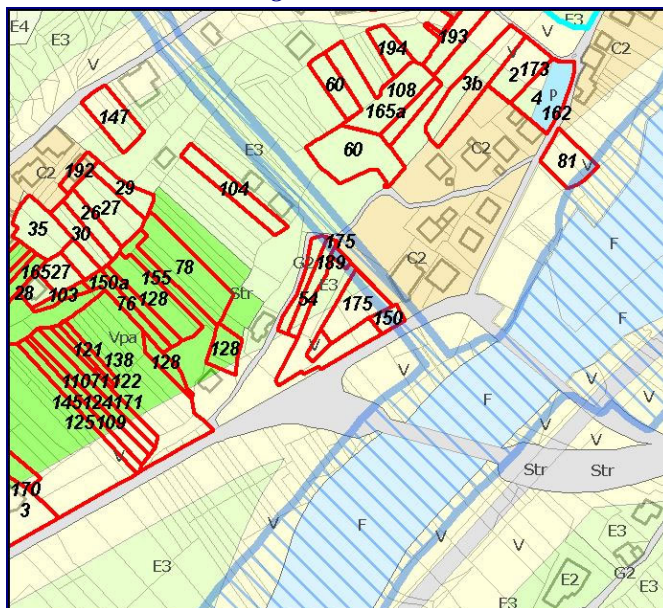 E4
E3
V
E3
V
C2
193
194
60
108
3b
2
173
4
P
162
165a
147
E3
60
C2
81
V
192
C2
29
104
2627
35
30
175
16527
150a
155
78
G2
189
C2
F
28
103
76
128
Str
54
E3
175
150
F
Vpa
121
128
128
V
138
11071122
F
V
145124171
125109
V
V
V
Str
Str
170
3
V
F
V
E3
V
E3
E3
E2
G2
E3
E3